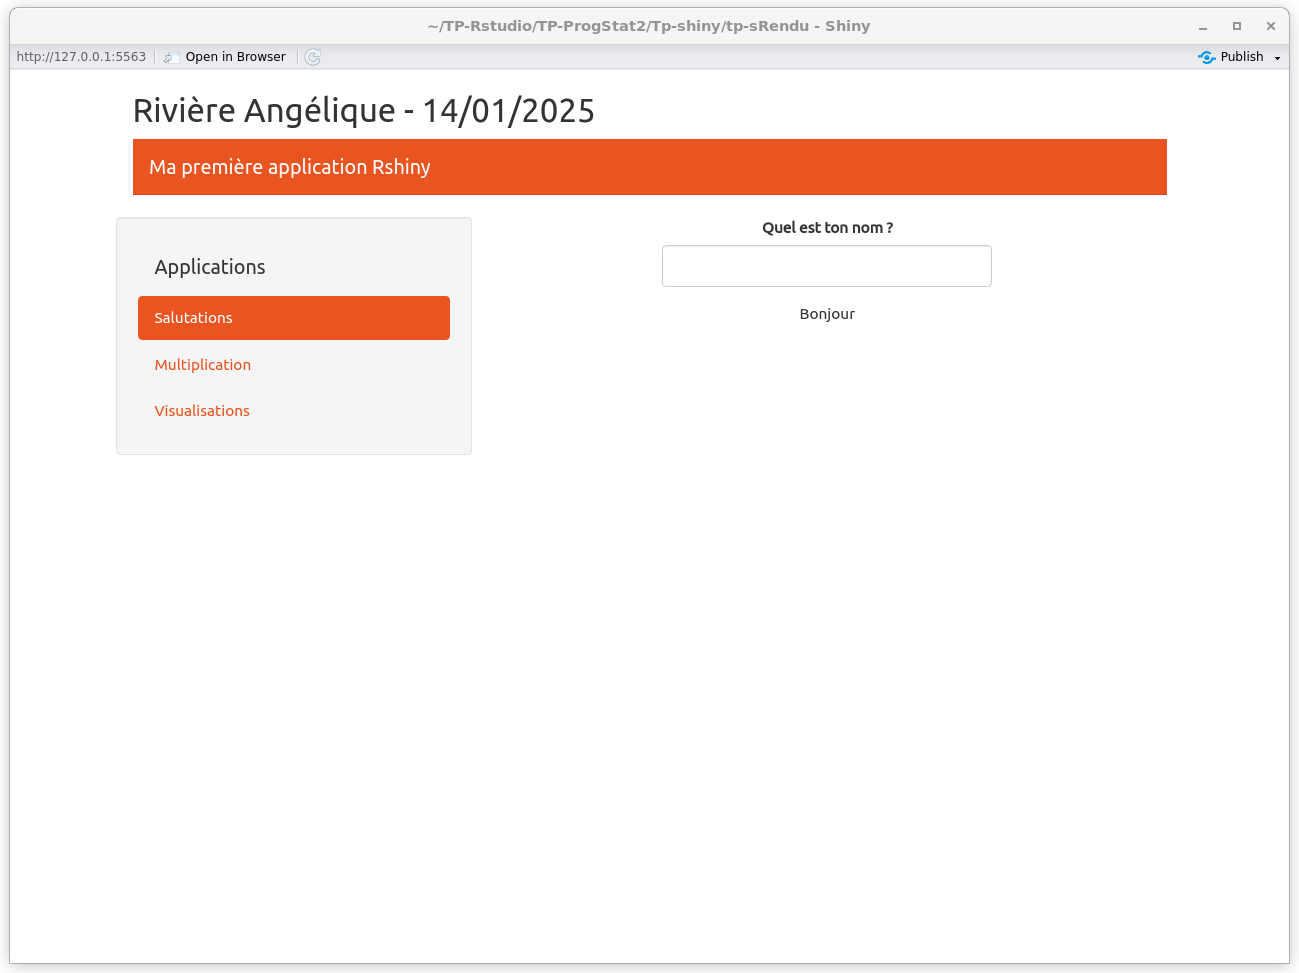 ~/TP-Rstudio/TP-ProgStat2/Tp-shiny/tp-sRendu - Shiny
http://127.0.0.1:5563 Open in Browser Publish
Rivière Angélique - 14/01/2025
Ma première application Rshiny
Applications
Salutations
Multiplication
Visualisations
Quel est ton nom ?
Bonjour